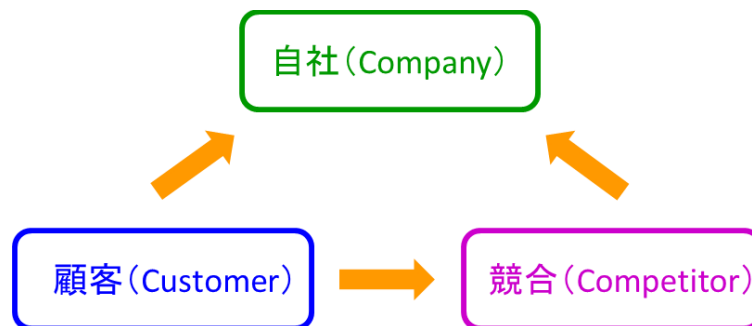 自社（Company）
顧客（Customer）
競合（Competitor）